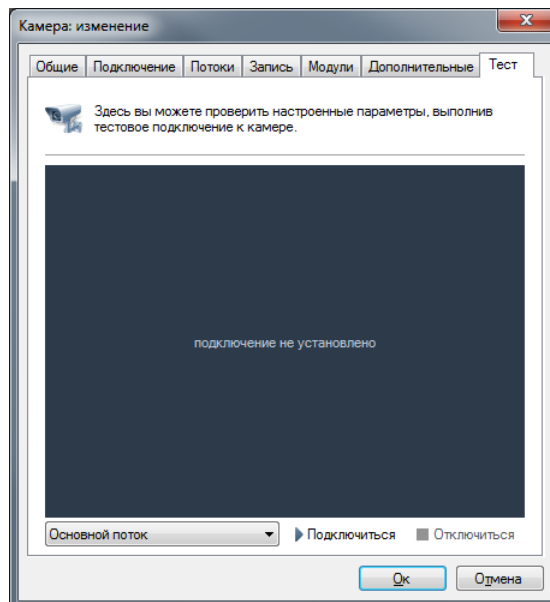 Камера: изменение
Общие Подключение Потоки Запись Модули Дополнительные Тест
Здесь вы можете проверить настроенные параметры, выполнив
тестовое подключение к камере.
подключение не установлено
Основной поток Подключиться Отключиться
Ок Отмена